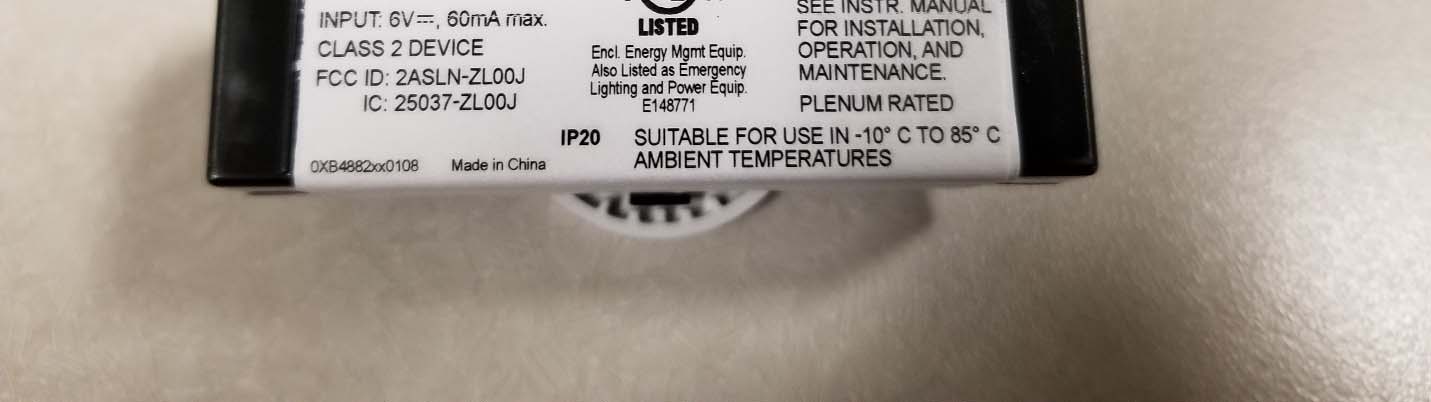 INPUT: 6V⎓, 60mA max.
CLASS 2 DEVICE
FCC ID: 2ASLN-ZL00J
IC: 25037-ZL00J
0XB4882xx0108 Made in China
LISTED
Encl. Energy Mgmt Equip.
Also Listed as Emergency
Lighting and Power Equip.
E148771
SEE INSTR. MANUAL
FOR INSTALLATION,
OPERATION, AND
MAINTENANCE.
PLENUM RATED
IP20 SUITABLE FOR USE IN -10° C TO 85° C
AMBIENT TEMPERATURES